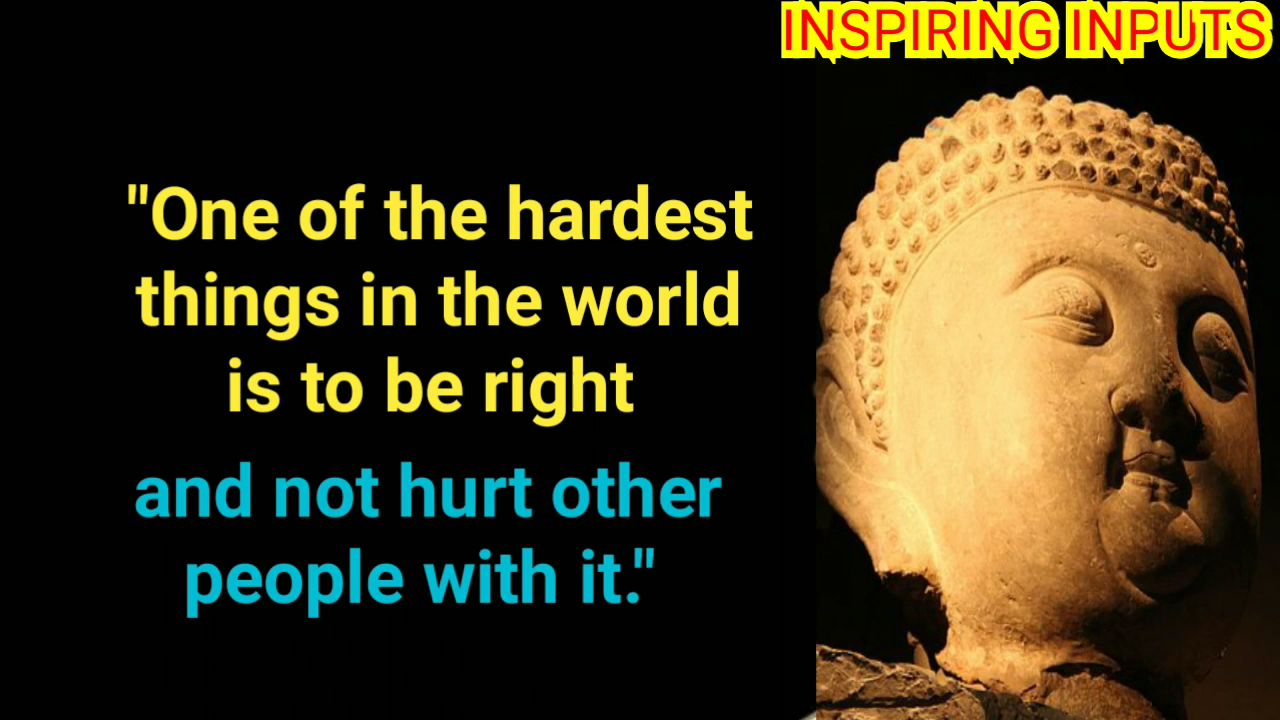 INSPIRING INPUTS
"One of the hardest
things in the world
is to be right
and not hurt other
people with it."